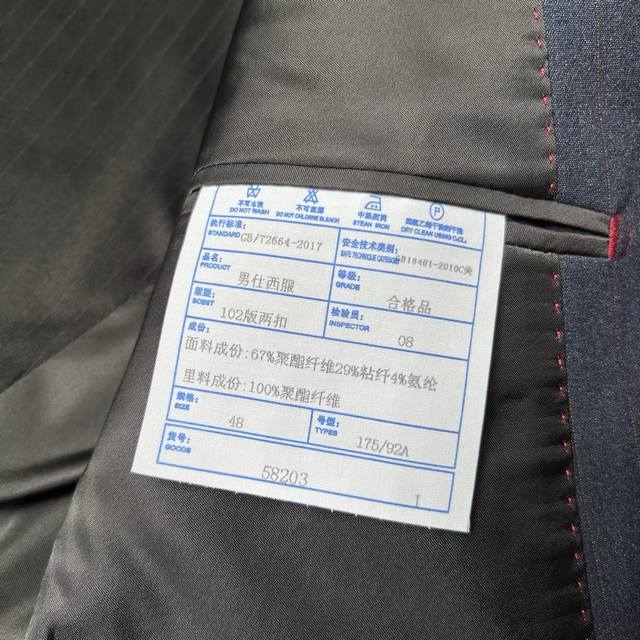 不可水洗 不可氯漂 中温熨烫 四氯乙烯干洗
DO NOT WASH DO NOT CHLORINE BLEACH STEAM IRON DRY CLEAN USING C₂CL₄
执行标准: GB/T2664-2017 安全技术类别: GB18401-2010C类
STANDARD SAFE TECHNIQUE CATEGORY
品名: 男仕西服 等级: 合格品
PRODUCT GRADE
版型: 102版两扣 检验员: 08
BOBST INSPECTOR
成份:
面料成份:67%聚酯纤维29%粘纤4%氨纶
里料成份:100%聚酯纤维
规格: 48 号型: 175/92A
SIZE TYPES
货号: 58203 1
GOODS